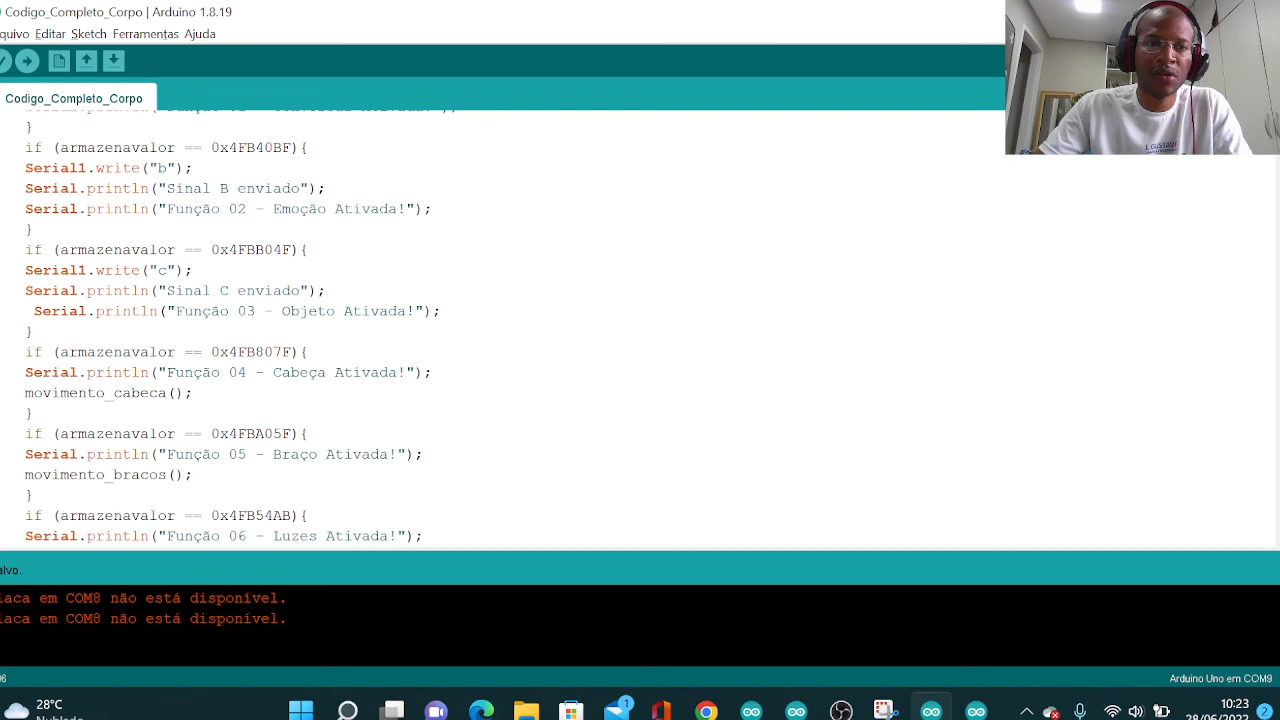 Codigo_Completo_Corpo | Arduino 1.8.19
quivo Editar Sketch Ferramentas Ajuda
Codigo_Completo_Corpo
}
if (armazenavalor == 0x4FB40BF){
Serial1.write("b");
Serial.println("Sinal B enviado");
Serial.println("Função 02 - Emoção Ativada!");
}
if (armazenavalor == 0x4FBB04F){
Serial1.write("c");
Serial.println("Sinal C enviado");
Serial.println("Função 03 - Objeto Ativada!");
}
if (armazenavalor == 0x4FB807F){
Serial.println("Função 04 - Cabeça Ativada!");
movimento_cabeca();
}
if (armazenavalor == 0x4FBA05F){
Serial.println("Função 05 - Braço Ativada!");
movimento_bracos();
}
if (armazenavalor == 0x4FB54AB){
Serial.println("Função 06 - Luzes Ativada!");
alvo.
laca em COM8 não está disponível.
laca em COM8 não está disponível.
Arduino Uno em COM9
28°C
1
10:23
28/06/2022
2
L GUSTAV